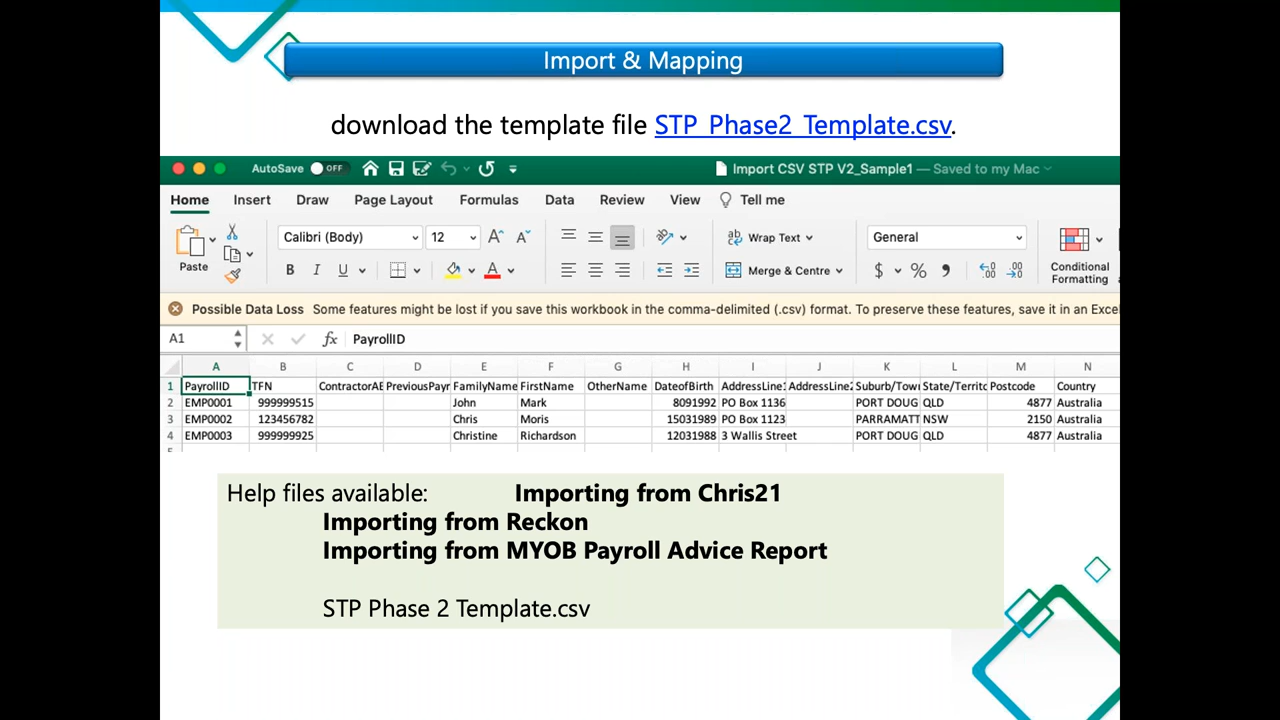 Import & Mapping
download the template file STP_Phase2_Template.csv.
AutoSave OFF Import CSV STP V2_Sample1 — Saved to my Mac
Home Insert Draw Page Layout Formulas Data Review View Tell me
Paste Calibri (Body) 12 A A ab Wrap Text General
B I U A Merge & Centre $ % Conditional Formatting
Possible Data Loss Some features might be lost if you save this workbook in the comma-delimited (.csv) format. To preserve these features, save it in an Exce
A1 fx PayrollID
A B C D E F G H I J K L M N
1 PayrollID TFN ContractorAB PreviousPayr FamilyName FirstName OtherName DateofBirth AddressLine1 AddressLine2 Suburb/Town State/Territo Postcode Country
2 EMP0001 999999515 John Mark 8091992 PO Box 1136 PORT DOUG QLD 4877 Australia
3 EMP0002 123456782 Chris Moris 15031989 PO Box 1123 PARRAMATT NSW 2150 Australia
4 EMP0003 999999925 Christine Richardson 12031988 3 Wallis Street PORT DOUG QLD 4877 Australia
Help files available: Importing from Chris21
Importing from Reckon
Importing from MYOB Payroll Advice Report
STP Phase 2 Template.csv